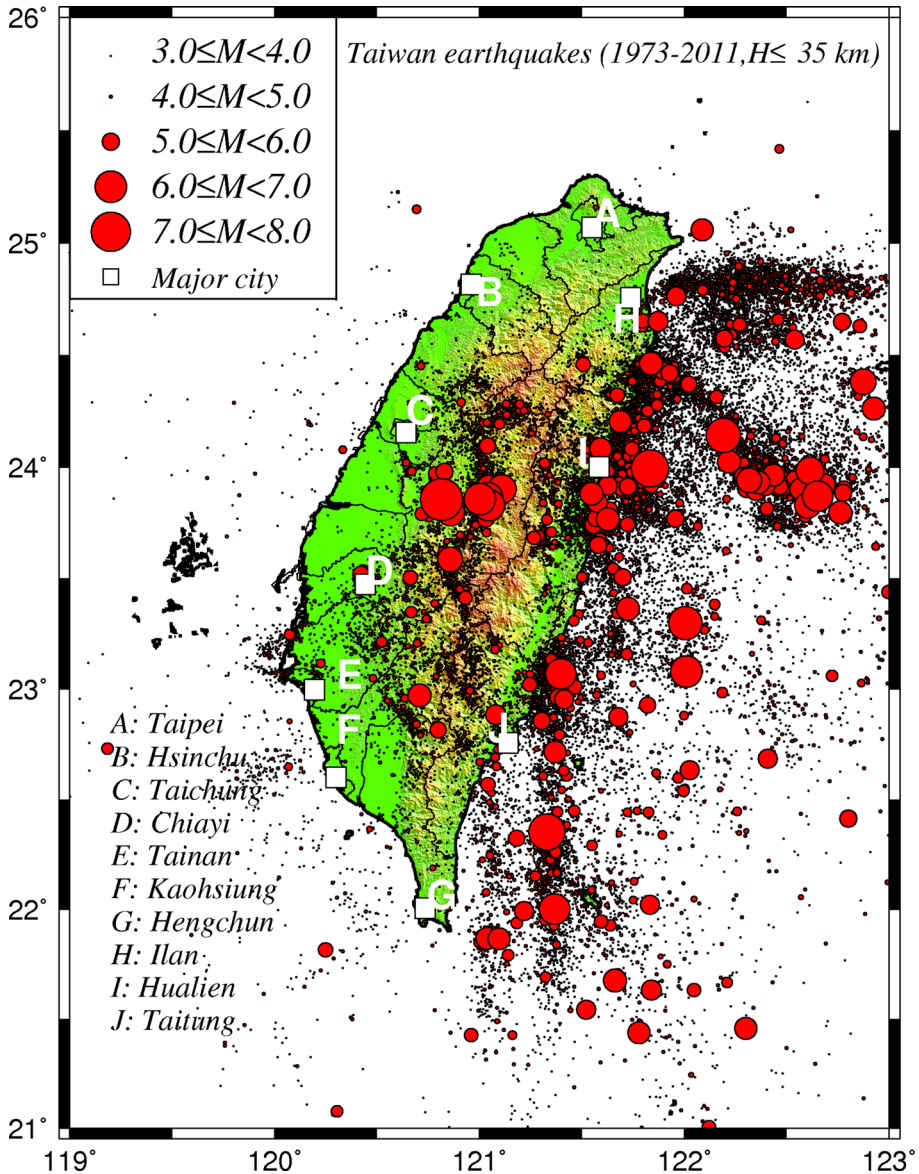 26°
3.0≤M<4.0
Taiwan earthquakes (1973-2011,H≤ 35 km)
4.0≤M<5.0
5.0≤M<6.0
6.0≤M<7.0
7.0≤M<8.0
Major city
25°
A
B
H
C
24°
I
D
23°
E
F
J
A: Taipei
B: Hsinchu
C: Taichung
D: Chiayi
E: Tainan
F: Kaohsiung
G: Hengchun
H: Ilan
I: Hualien
J: Taitung
22°
G
21°
119° 120° 121° 122° 123°